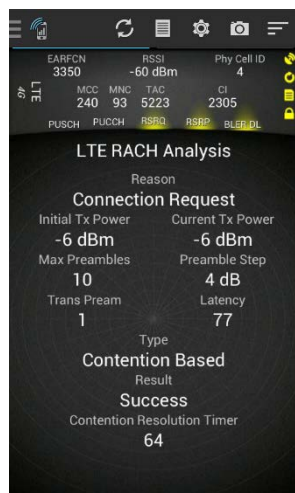 EARFCN RSSI Phy Cell ID
3350 -60 dBm 4
4G LTE
MCC MNC TAC CI
240 93 5223 2305
PUSCH PUCCH RSRQ RSRP BLER DL
LTE RACH Analysis
Reason
Connection Request
Initial Tx Power Current Tx Power
-6 dBm -6 dBm
Max Preambles Preamble Step
10 4 dB
Trans Pream Latency
1 77
Type
Contention Based
Result
Success
Contention Resolution Timer
64